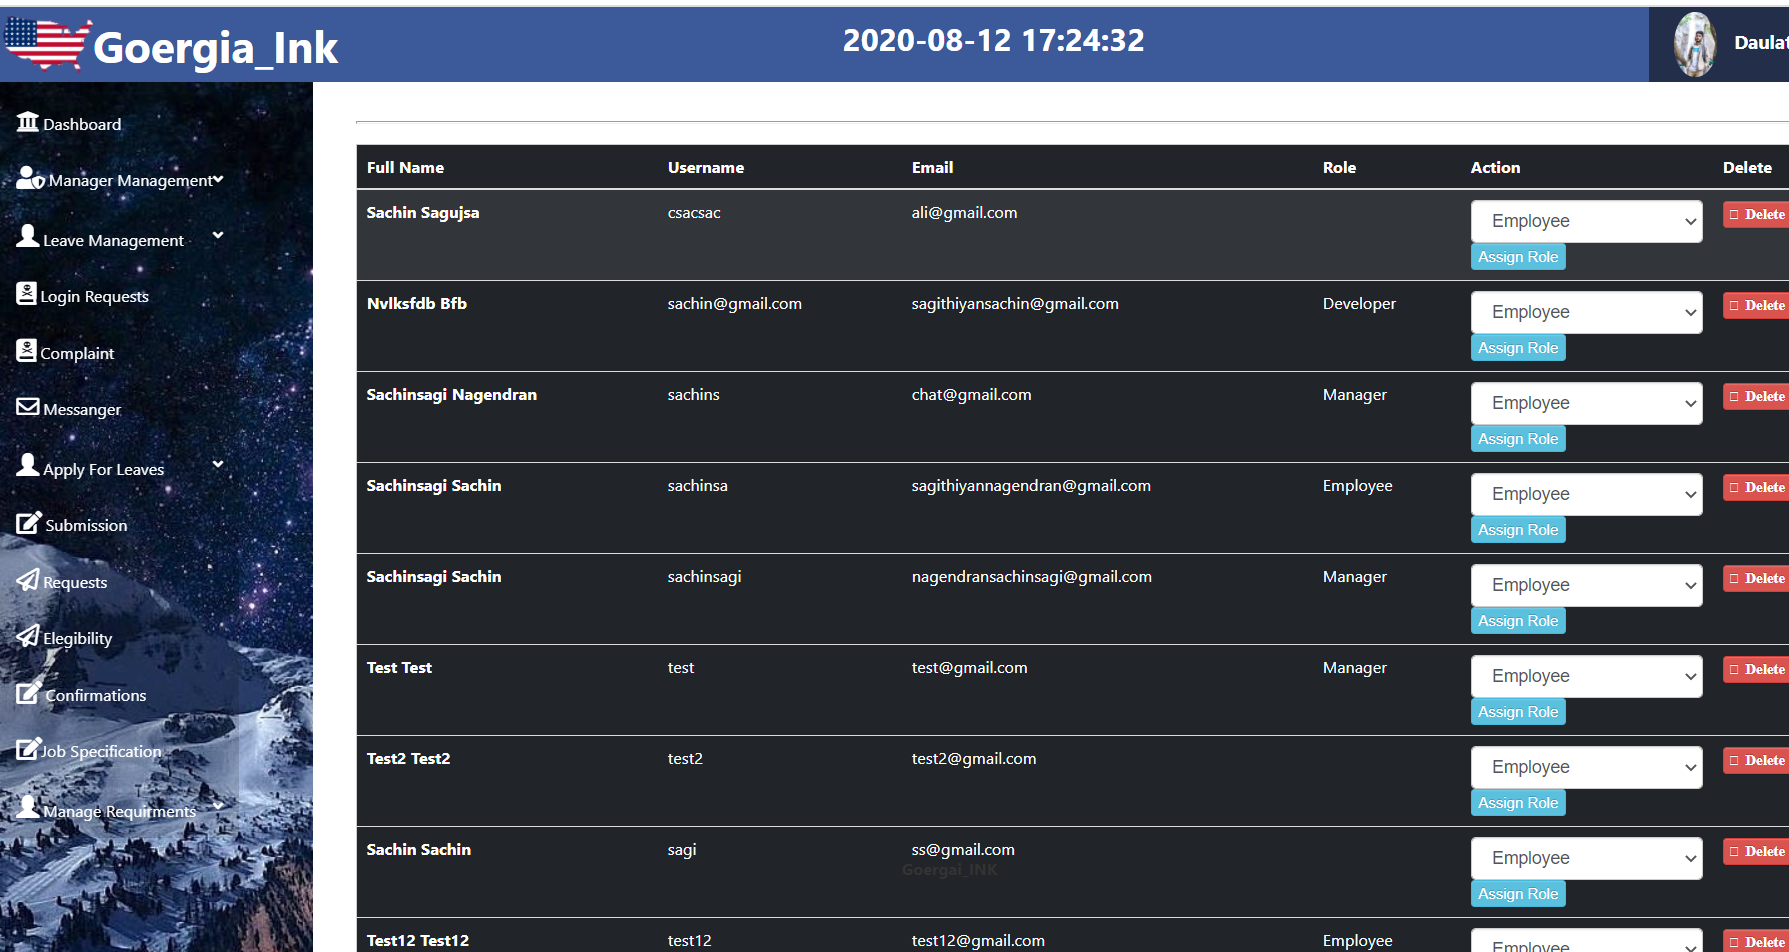 Goergia_Ink
2020-08-12 17:24:32
Dashboard
Manager Management
Leave Management
Login Requests
Complaint
Messanger
Apply For Leaves
Submission
Requests
Elegibility
Confirmations
Job Specification
Manage Requirments
Full Name Username Email Role Action Delete
Sachin Sagujsa csacsac ali@gmail.com Employee Delete
Assign Role
Nvlksfdb Bfb sachin@gmail.com sagithiyansachin@gmail.com Developer Employee Delete
Assign Role
Sachinsagi Nagendran sachins chat@gmail.com Manager Employee Delete
Assign Role
Sachinsagi Sachin sachinsa sagithiyannagendran@gmail.com Employee Employee Delete
Assign Role
Sachinsagi Sachin sachinsagi nagendransachinsagi@gmail.com Manager Employee Delete
Assign Role
Test Test test test@gmail.com Manager Employee Delete
Assign Role
Test2 Test2 test2 test2@gmail.com Employee Delete
Assign Role
Sachin Sachin sagi ss@gmail.com Employee Delete
Goergal_INK
Assign Role
Test12 Test12 test12 test12@gmail.com Employee Employee Delete